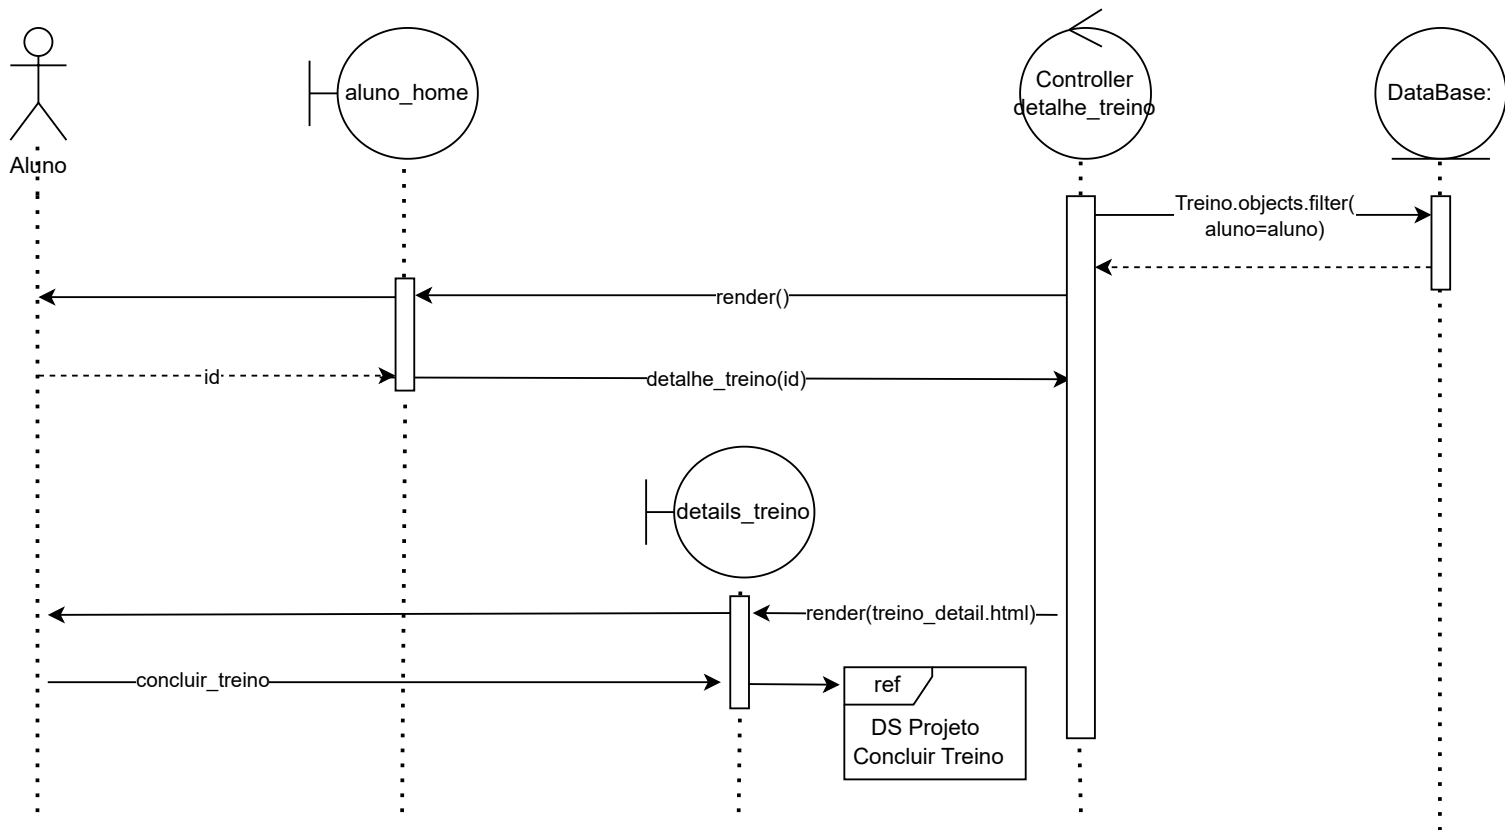 Aluno
aluno_home
Controller
detalhe_treino
DataBase:
Treino.objects.filter(
aluno=aluno)
render()
id
detalhe_treino(id)
details_treino
render(treino_detail.html)
concluir_treino
ref
DS Projeto
Concluir Treino